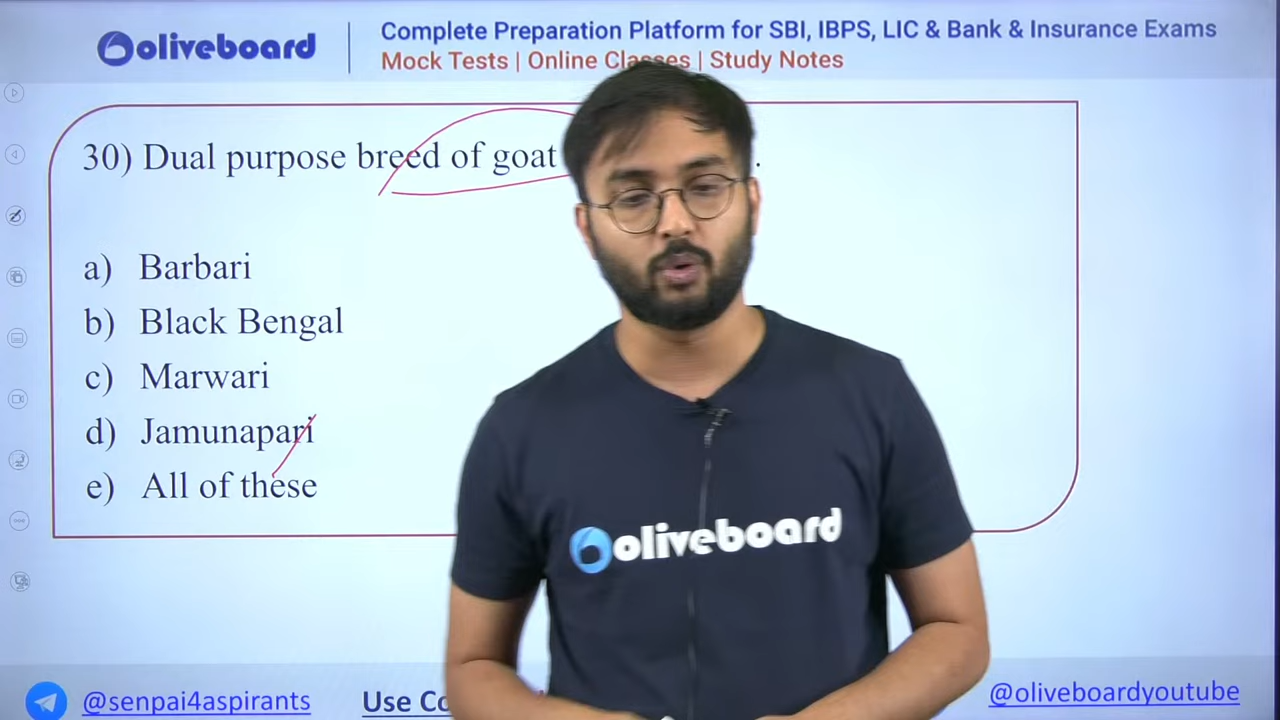 oliveboard
Complete Preparation Platform for SBI, IBPS, LIC & Bank & Insurance Exams
Mock Tests | Online Classes | Study Notes
30) Dual purpose breed of goat .
a) Barbari
b) Black Bengal
c) Marwari
d) Jamunapari
e) All of these
oliveboard
@senpai4aspirants
Use
@oliveboardyoutube